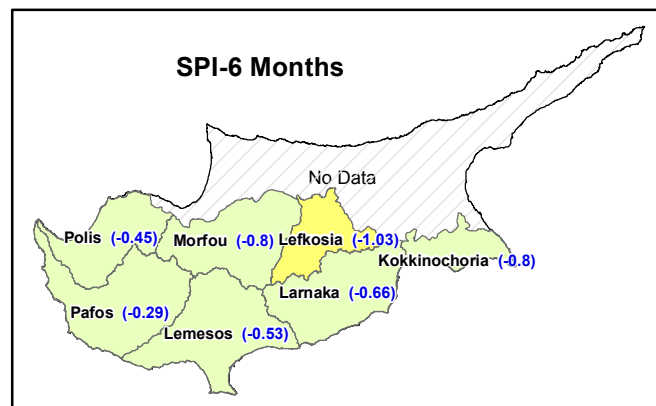 SPI-6 Months
No Data
Polis (-0.45)
Morfou (-0.8)
Lefkosia (-1.03)
Kokkinochoria (-0.8)
Larnaka (-0.66)
Pafos (-0.29)
Lemesos (-0.53)